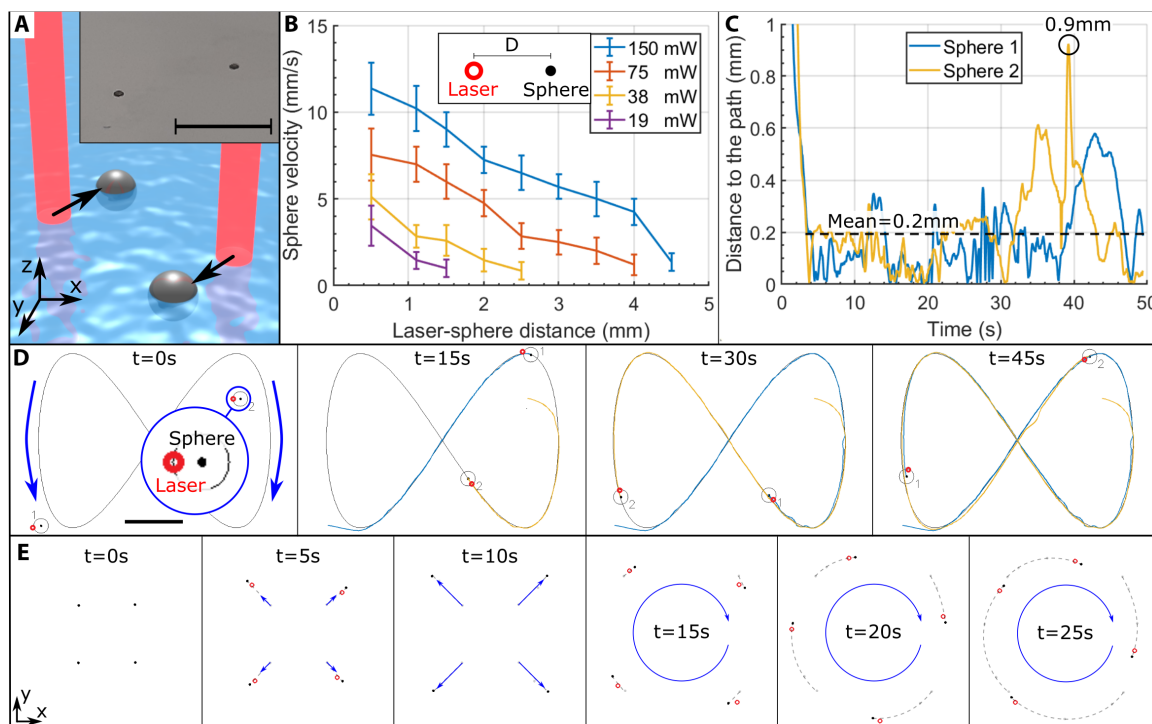 A
z
x
y
B
Sphere velocity (mm/s)
15
10
5
0
0
1
2
3
4
5
Laser-sphere distance (mm)
D
Laser
Sphere
150 mW
75 mW
38 mW
19 mW
C
Distance to the path (mm)
1
0.8
0.6
0.4
0.2
0
0
10
20
30
40
50
Time (s)
Sphere 1
Sphere 2
0.9mm
Mean=0.2mm
D
t=0s
2
Sphere
Laser
1
t=15s
1
2
t=30s
2
1
t=45s
2
1
E
t=0s
y
x
t=5s
t=10s
t=15s
t=20s
t=25s